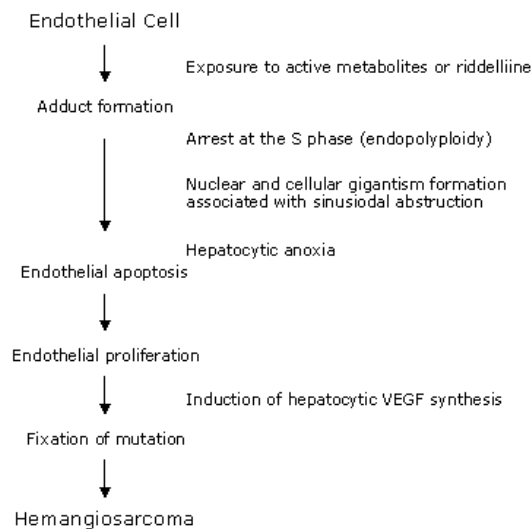 Endothelial Cell
Exposure to active metabolites or riddelliine
Adduct formation
Arrest at the S phase (endopolyploidy)
Nuclear and cellular gigantism formation
associated with sinusiodal abstruction
Hepatocytic anoxia
Endothelial apoptosis
Endothelial proliferation
Induction of hepatocytic VEGF synthesis
Fixation of mutation
Hemangiosarcoma